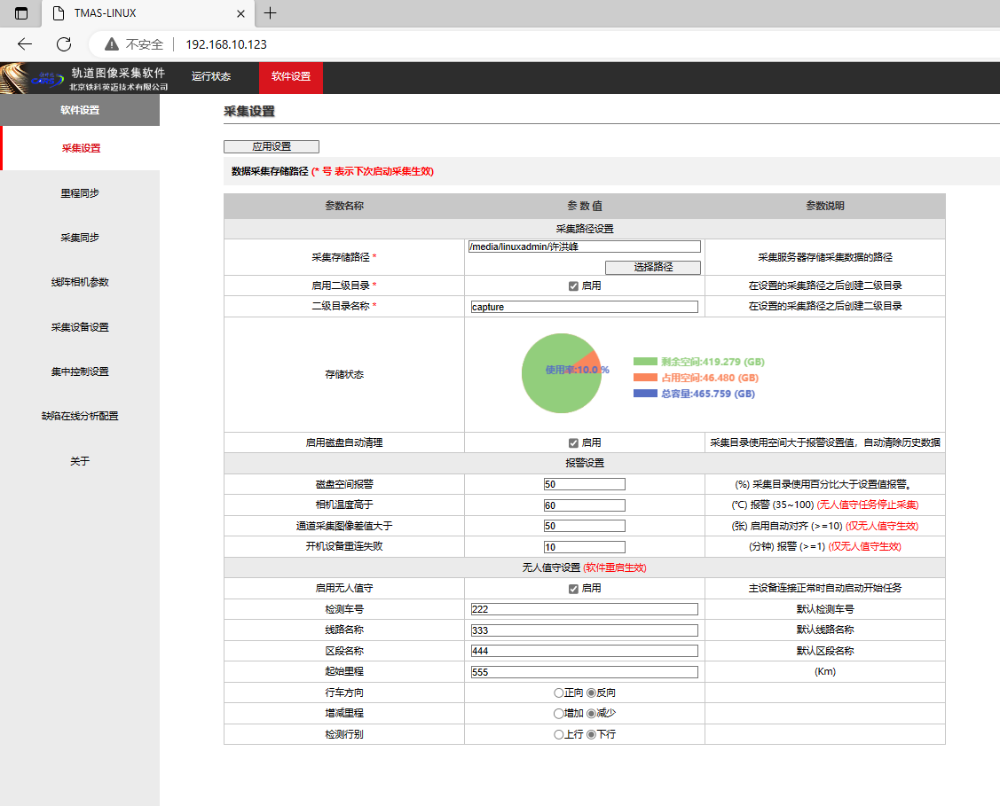 TMAS-LINUX
不安全 192.168.10.123
轨道图像采集软件
北京铁科英迈技术有限公司
运行状态
软件设置
软件设置
采集设置
里程同步
采集同步
线阵相机参数
采集设备设置
集中控制设置
缺陷在线分析配置
关于
采集设置
应用设置
数据采集存储路径 (* 号 表示下次启动采集生效)
参数名称 参 数 值 参数说明
采集路径设置
采集存储路径 * /media/linuxadmin/许洪峰 选择路径 采集服务器存储采集数据的路径
启用二级目录 * 启用 在设置的采集路径之后创建二级目录
二级目录名称 * capture 在设置的采集路径之后创建二级目录
存储状态
使用率:10.0 %
剩余空间:419.279 (GB)
占用空间:46.480 (GB)
总容量:465.759 (GB)
启用磁盘自动清理 启用 采集目录使用空间大于报警设置值，自动清除历史数据
报警设置
磁盘空间报警 50 (%) 采集目录使用百分比大于设置值报警。
相机温度高于 60 (℃) 报警 (35~100) (无人值守任务停止采集)
通道采集图像差值大于 50 (张) 启用自动对齐 (>=10) (仅无人值守生效)
开机设备重连失败 10 (分钟) 报警 (>=1) (仅无人值守生效)
无人值守设置 (软件重启生效)
启用无人值守 启用 主设备连接正常时自动启动开始任务
检测车号 222 默认检测车号
线路名称 333 默认线路名称
区段名称 444 默认区段名称
起始里程 555 (Km)
行车方向 正向 反向
增减里程 增加 减少
检测行别 上行 下行